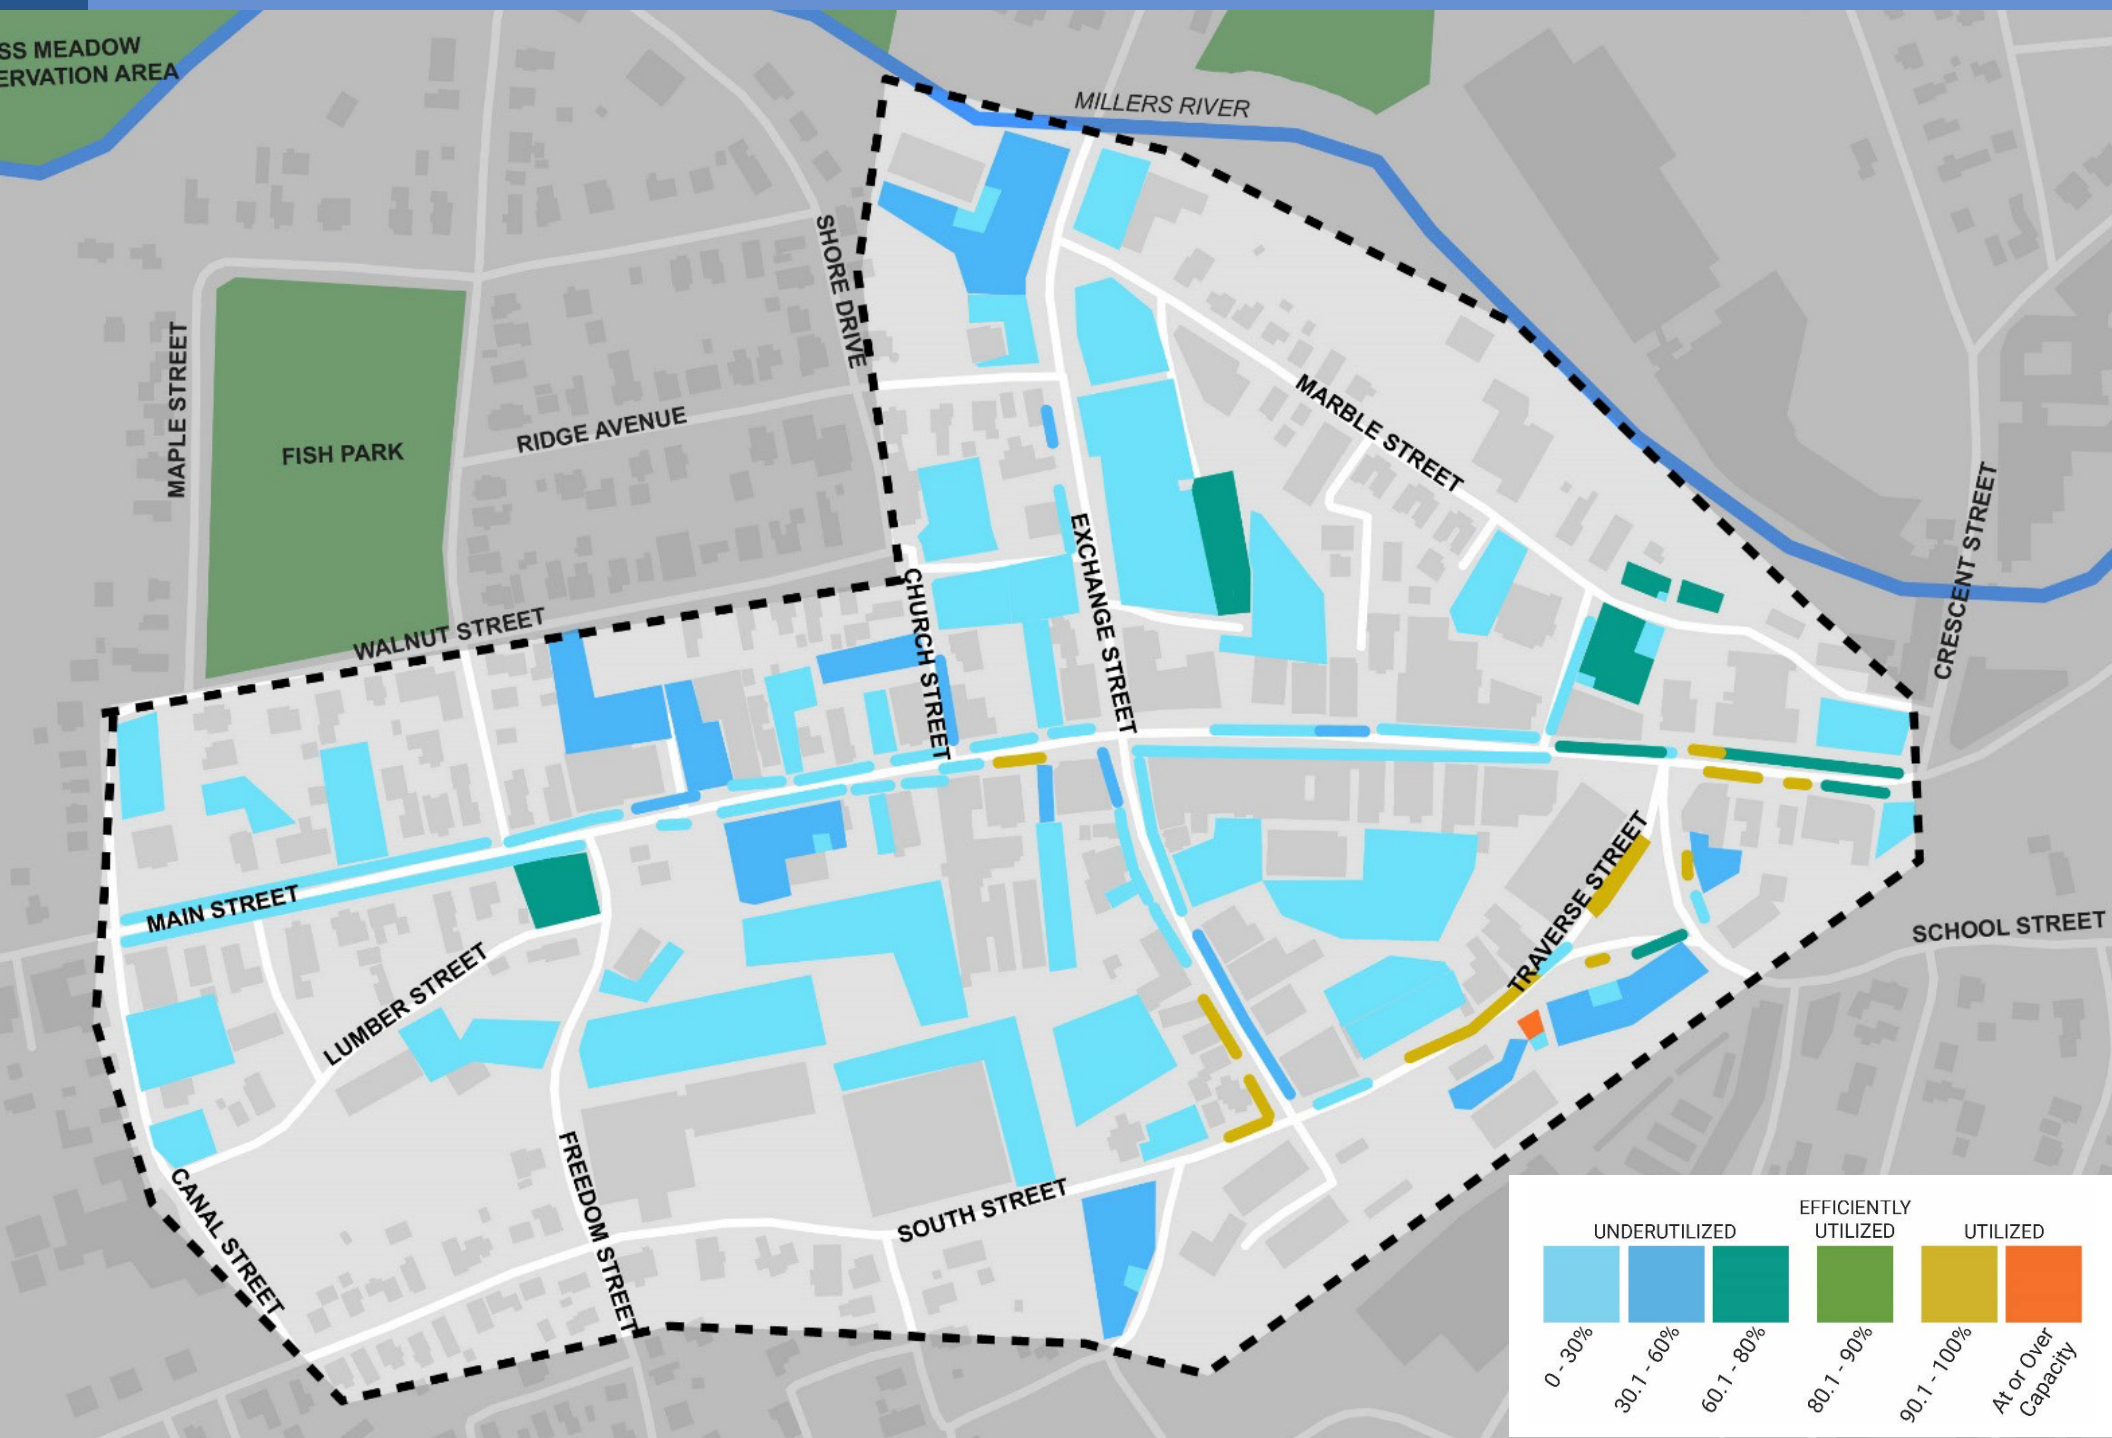 SS MEADOW
ERVATION AREA
MILLERS RIVER
SHORE DRIVE
MAPLE STREET
FISH PARK
RIDGE AVENUE
MARBLE STREET
CRESCENT STREET
EXCHANGE STREET
CHURCH STREET
WALNUT STREET
MAIN STREET
TRAVERSE STREET
SCHOOL STREET
LUMBER STREET
FREEDOM STREET
SOUTH STREET
CANAL STREET
UNDERUTILIZED
EFFICIENTLY
UTILIZED
UTILIZED
0 - 30%
30.1 - 60%
60.1 - 80%
80.1 - 90%
90.1 - 100%
At or Over
Capacity